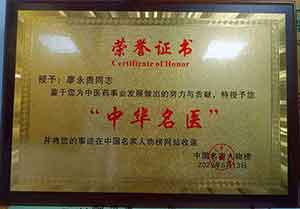 荣誉证书
Certificate of Honor
授予：廖永贵同志
鉴于您为中医药事业发展做出的努力与贡献，特授予您
“中华名医”
并将您的事迹在中国名家人物榜网站收录
中国名家人物榜